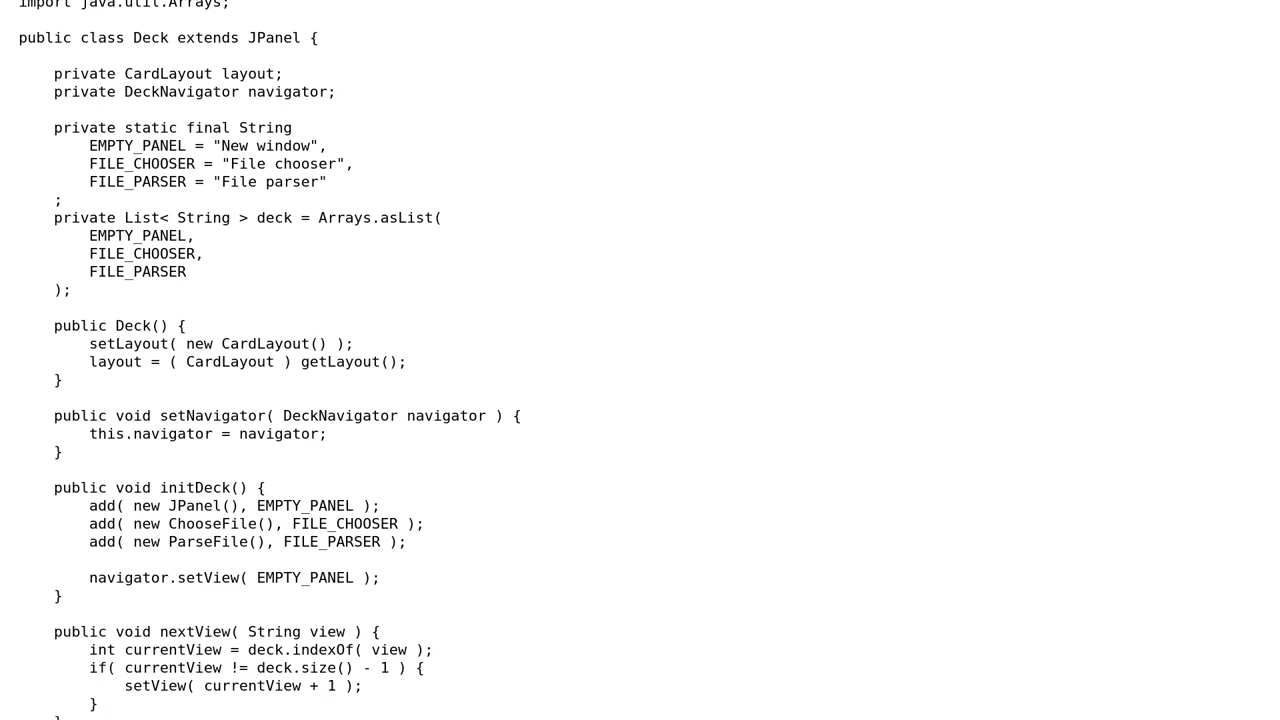 import java.util.Arrays;
public class Deck extends JPanel {
private CardLayout layout;
private DeckNavigator navigator;
private static final String
EMPTY_PANEL = "New window",
FILE_CHOOSER = "File chooser",
FILE_PARSER = "File parser"
;
private List< String > deck = Arrays.asList(
EMPTY_PANEL,
FILE_CHOOSER,
FILE_PARSER
);
public Deck() {
setLayout( new CardLayout() );
layout = ( CardLayout ) getLayout();
}
public void setNavigator( DeckNavigator navigator ) {
this.navigator = navigator;
}
public void initDeck() {
add( new JPanel(), EMPTY_PANEL );
add( new ChooseFile(), FILE_CHOOSER );
add( new ParseFile(), FILE_PARSER );
navigator.setView( EMPTY_PANEL );
}
public void nextView( String view ) {
int currentView = deck.indexOf( view );
if( currentView != deck.size() - 1 ) {
setView( currentView + 1 );
}
}